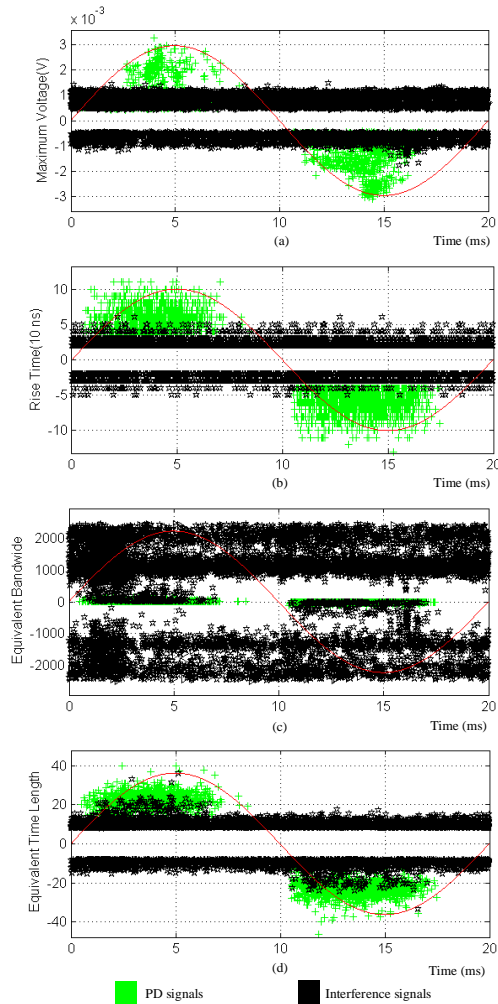 × 10^-3
3
2
1
0
-1
-2
-3
Maximum Voltage(V)
0 5 10 15 20
(a) Time (ms)
10
5
0
-5
-10
Rise Time(10 ns)
0 5 10 15 20
(b) Time (ms)
2000
1000
0
-1000
-2000
Equivalent Bandwide
0 5 10 15 20
(c) Time (ms)
40
20
0
-20
-40
Equivalent Time Length
0 5 10 15 20
(d) Time (ms)
PD signals Interference signals